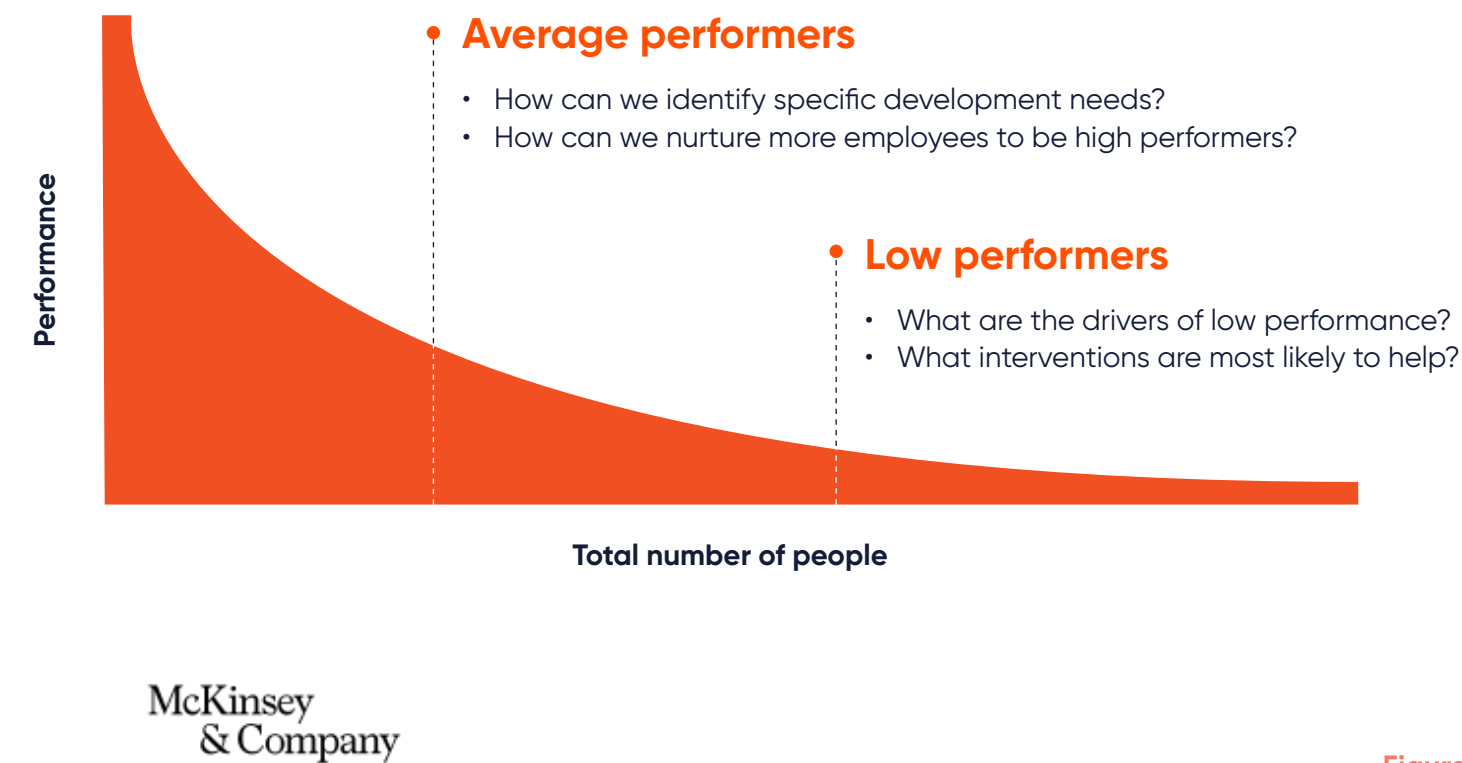 Average performers
• How can we identify specific development needs?
• How can we nurture more employees to be high performers?
Performance
Low performers
• What are the drivers of low performance?
• What interventions are most likely to help?
Total number of people
McKinsey
& Company